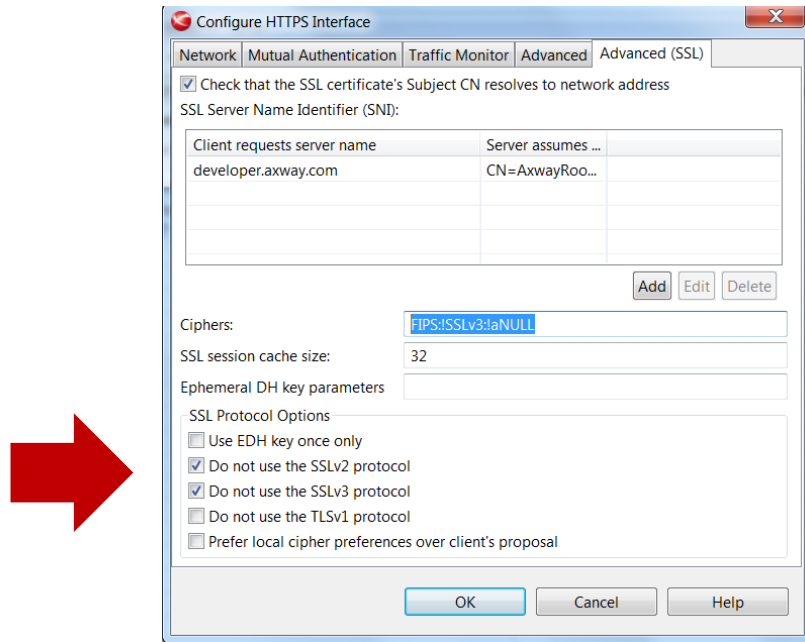 Configure HTTPS Interface
Network Mutual Authentication Traffic Monitor Advanced Advanced (SSL)
Check that the SSL certificate's Subject CN resolves to network address
SSL Server Name Identifier (SNI):
Client requests server name Server assumes ...
developer.axway.com CN=AxwayRoo...
Add Edit Delete
Ciphers: FIPS:!SSLv3:!aNULL
SSL session cache size: 32
Ephemeral DH key parameters
SSL Protocol Options
Use EDH key once only
Do not use the SSLv2 protocol
Do not use the SSLv3 protocol
Do not use the TLSv1 protocol
Prefer local cipher preferences over client's proposal
OK Cancel Help